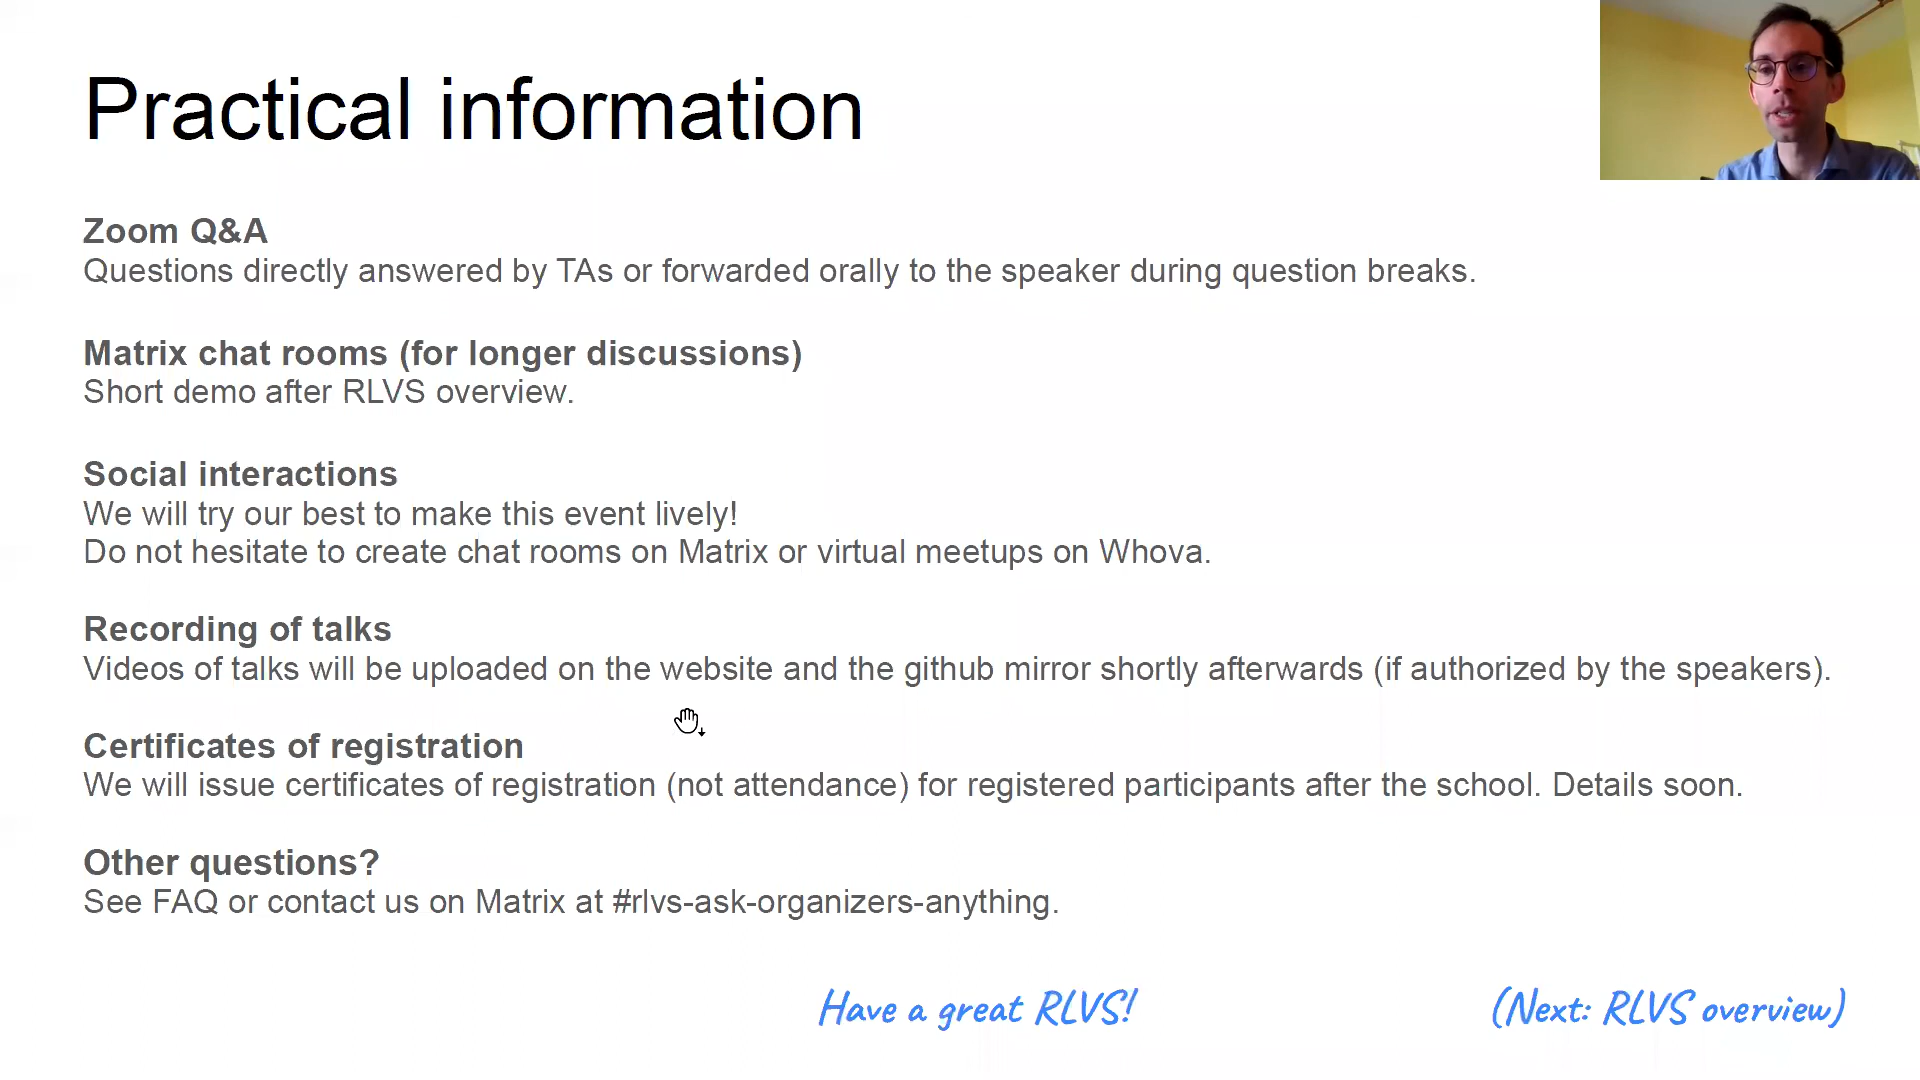 Practical information
Zoom Q&A
Questions directly answered by TAs or forwarded orally to the speaker during question breaks.
Matrix chat rooms (for longer discussions)
Short demo after RLVS overview.
Social interactions
We will try our best to make this event lively!
Do not hesitate to create chat rooms on Matrix or virtual meetups on Whova.
Recording of talks
Videos of talks will be uploaded on the website and the github mirror shortly afterwards (if authorized by the speakers).
Certificates of registration
We will issue certificates of registration (not attendance) for registered participants after the school. Details soon.
Other questions?
See FAQ or contact us on Matrix at #rlvs-ask-organizers-anything.
Have a great RLVS!
(Next: RLVS overview)